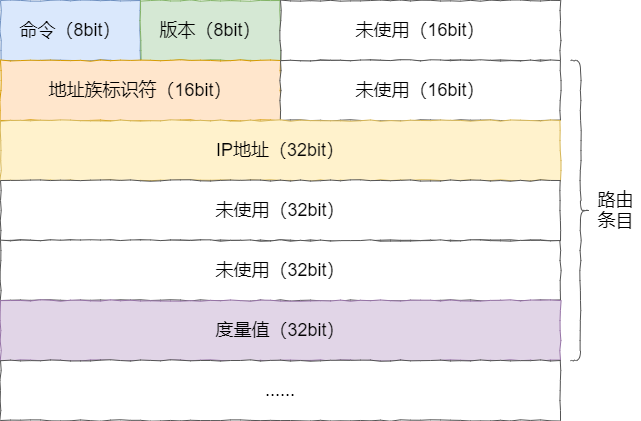 命令（8bit）
版本（8bit）
未使用（16bit）
地址族标识符（16bit）
未使用（16bit）
IP地址（32bit）
未使用（32bit）
未使用（32bit）
度量值（32bit）
......
路由
条目